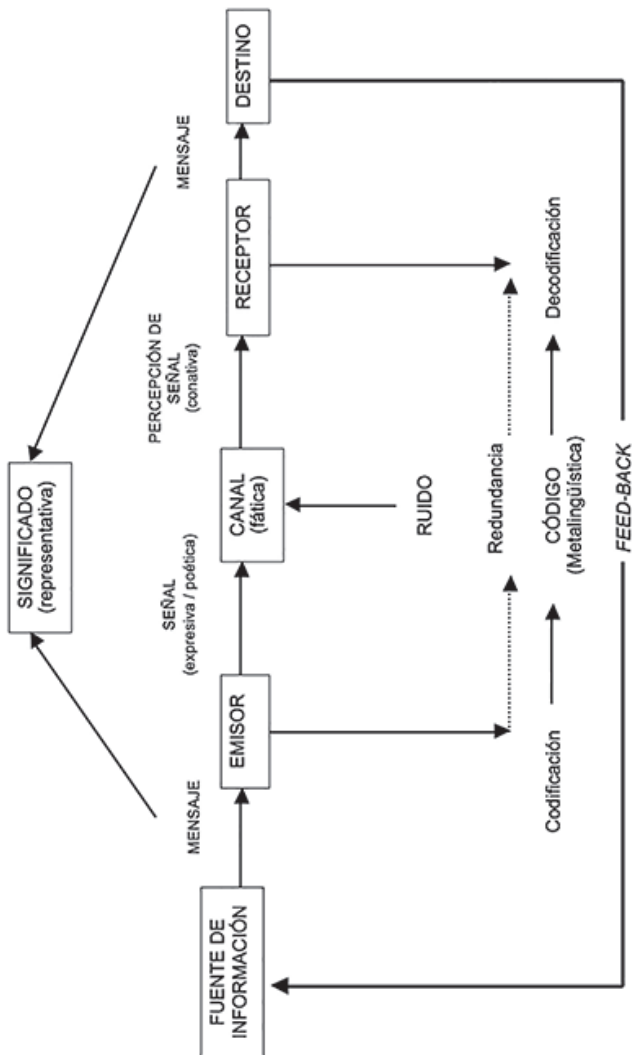 SIGNIFICADO
(representativa)
MENSAJE
SEÑAL
(expresiva / poética)
PERCEPCIÓN DE
SEÑAL
(conativa)
MENSAJE
FUENTE DE
INFORMACIÓN
EMISOR
CANAL
(fática)
RECEPTOR
DESTINO
RUIDO
Redundancia
Codificación
CÓDIGO
(Metalingüística)
Decodificación
FEED-BACK